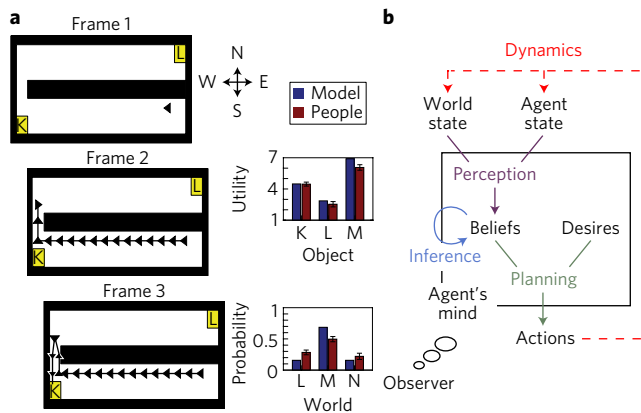 a
Frame 1
L
K
N
W E
S
Model
People
Frame 2
L
K
Utility
7
4
1
K L M
Object
Frame 3
L
K
Probability
1
0.5
0
L M N
World
b
Dynamics
World
state
Agent
state
Perception
Beliefs
Desires
Inference
Planning
Agent's
mind
Actions
Observer